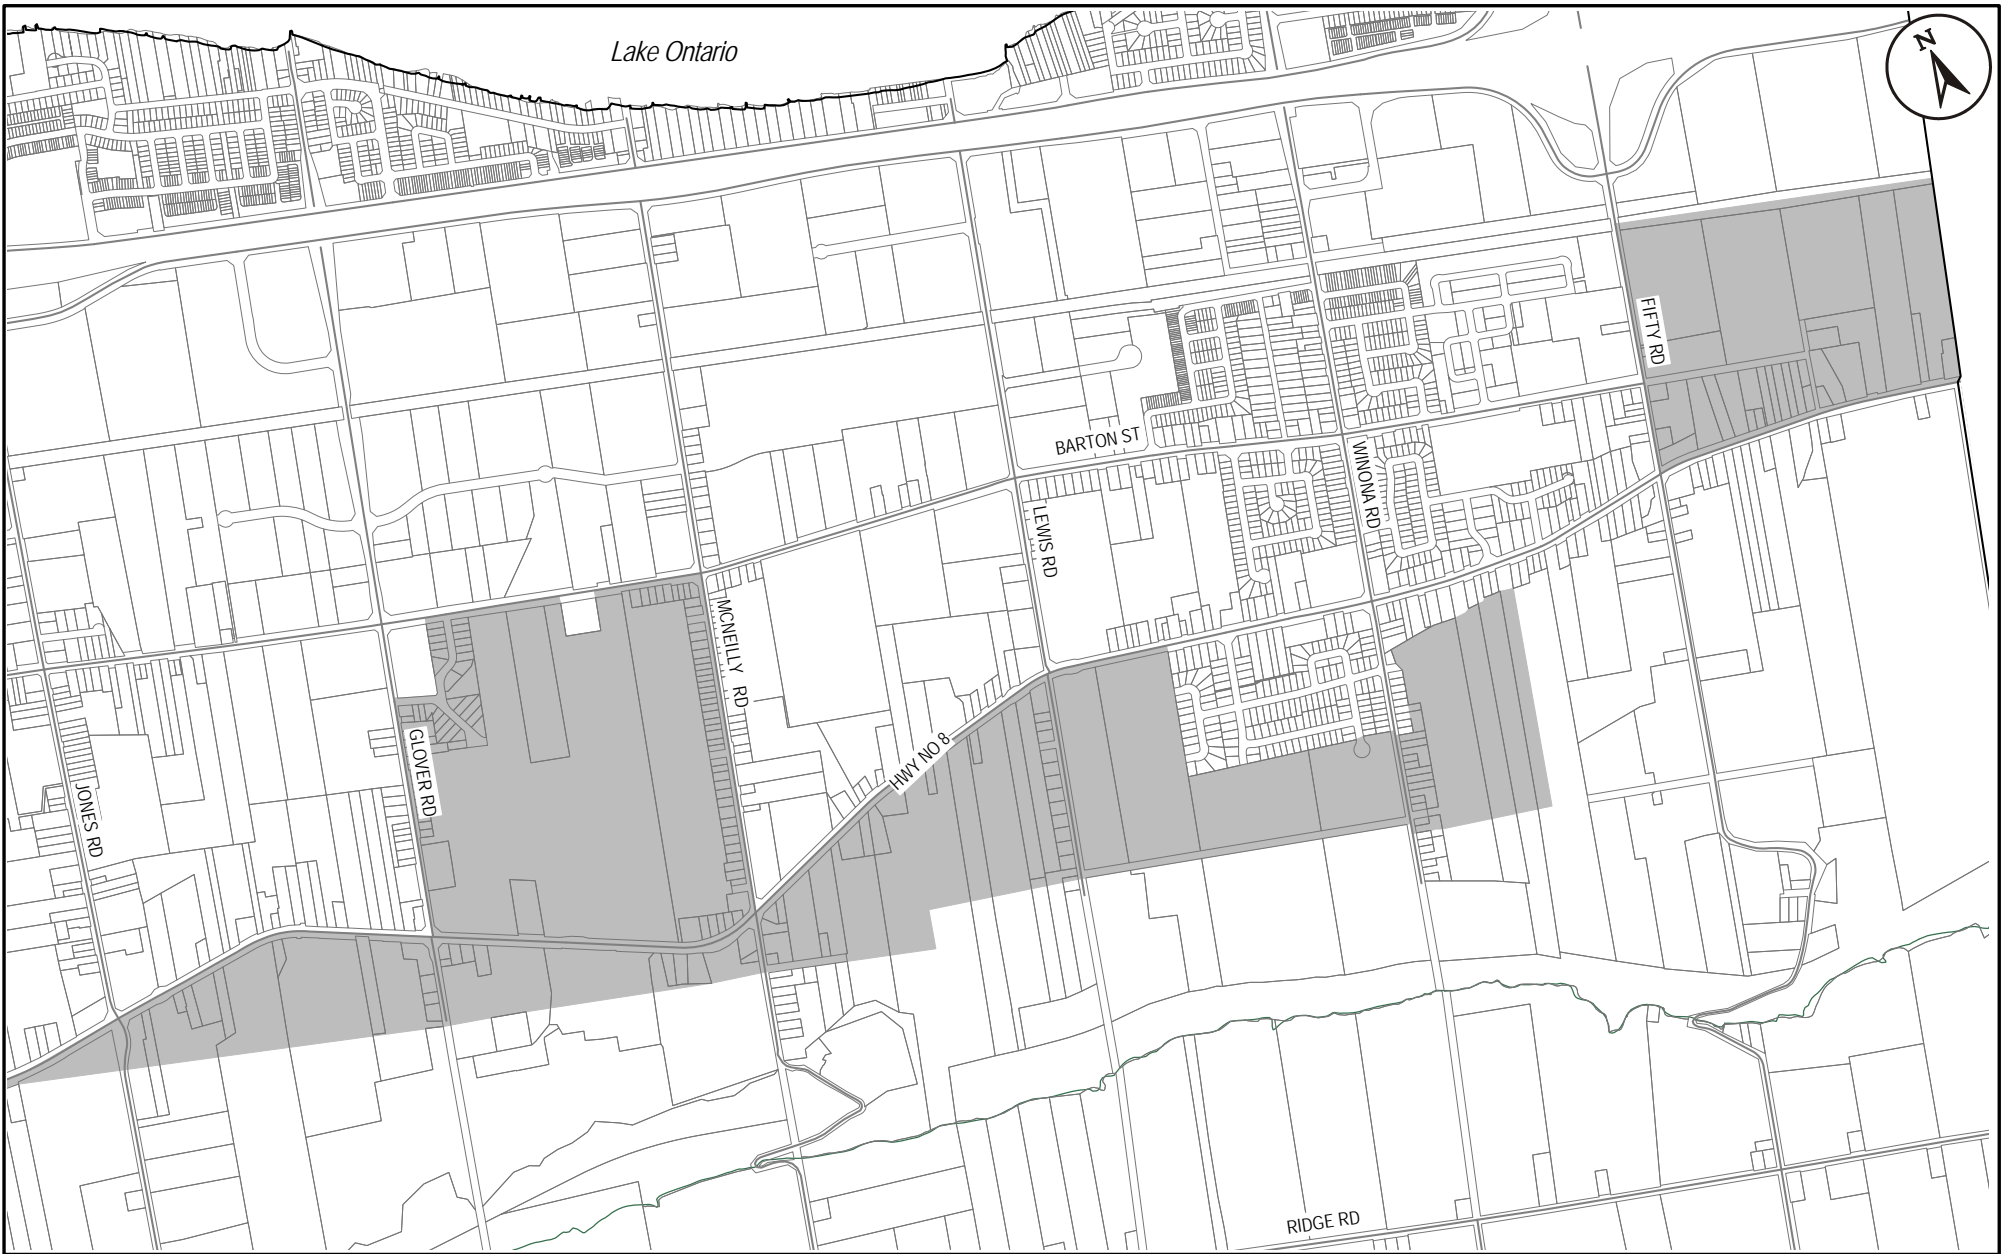 Lake Ontario
N
FIFTY RD
BARTON ST
WINONA RD
LEWIS RD
MCNEILLY RD
GLOVER RD
HWY NO 8
JONES RD
RIDGE RD